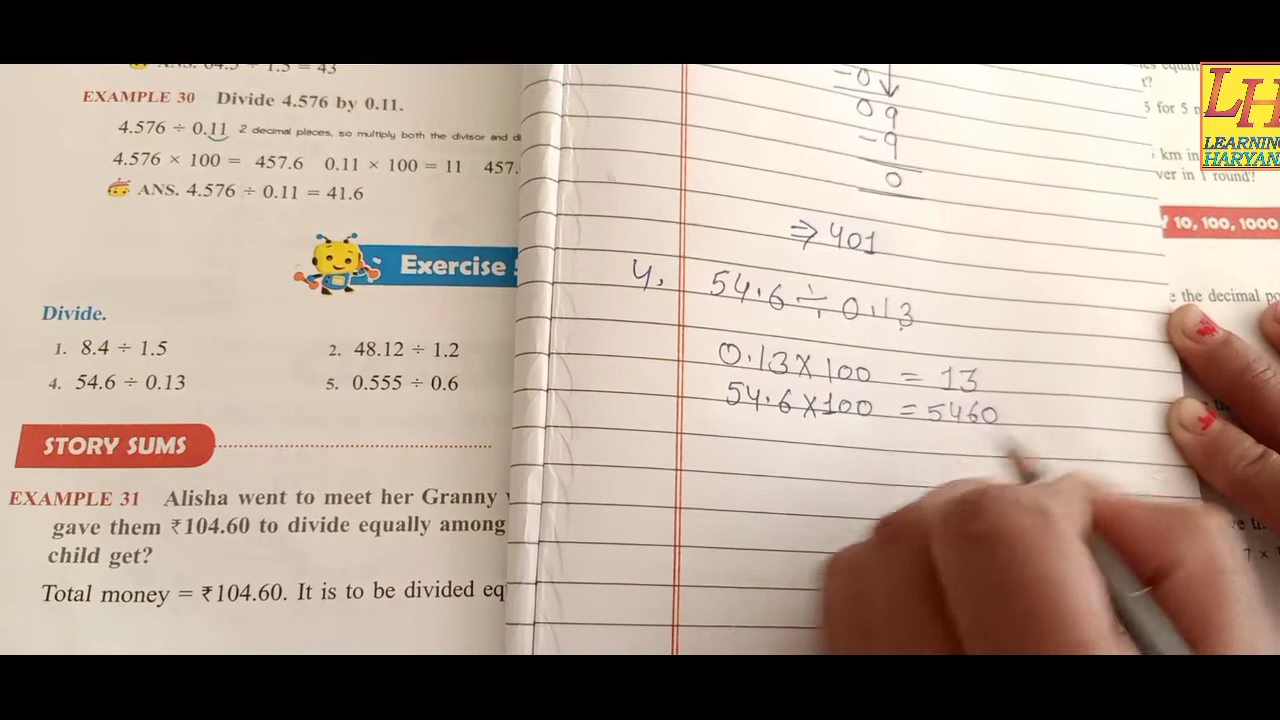 EXAMPLE 30 Divide 4.576 by 0.11.
4.576 ÷ 0.11 2 decimal places, so multiply both the divisor and
4.576 × 100 = 457.6 0.11 × 100 = 11 457.
ANS. 4.576 ÷ 0.11 = 41.6
Exercise
Divide.
1. 8.4 ÷ 1.5
2. 48.12 ÷ 1.2
4. 54.6 ÷ 0.13
5. 0.555 ÷ 0.6
STORY SUMS
EXAMPLE 31 Alisha went to meet her Granny
gave them ₹104.60 to divide equally among
child get?
Total money = ₹104.60. It is to be divided
-0
09
-9
0
⇒ 401
4. 54.6 ÷ 0.13
0.13 × 100 = 13
54.6 × 100 = 5460
5 for 5
km in
ver in 1 round?
10, 100, 1000
the decimal
LH
LEARNING
HARYANA